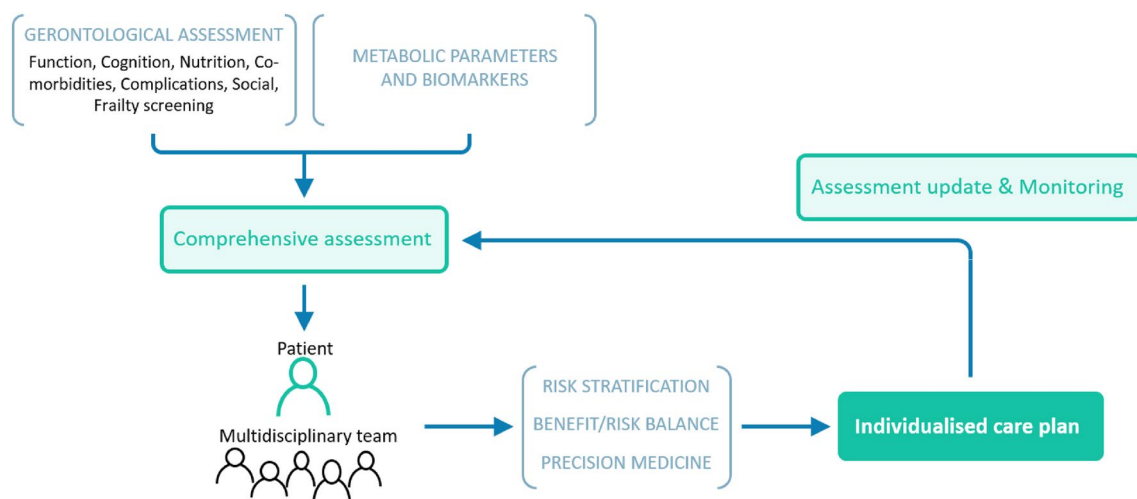 GERONTOLOGICAL ASSESSMENT
Function, Cognition, Nutrition, Co-
morbidities, Complications, Social,
Frailty screening
METABOLIC PARAMETERS
AND BIOMARKERS
Assessment update & Monitoring
Comprehensive assessment
Patient
Multidisciplinary team
RISK STRATIFICATION
BENEFIT/RISK BALANCE
PRECISION MEDICINE
Individualised care plan